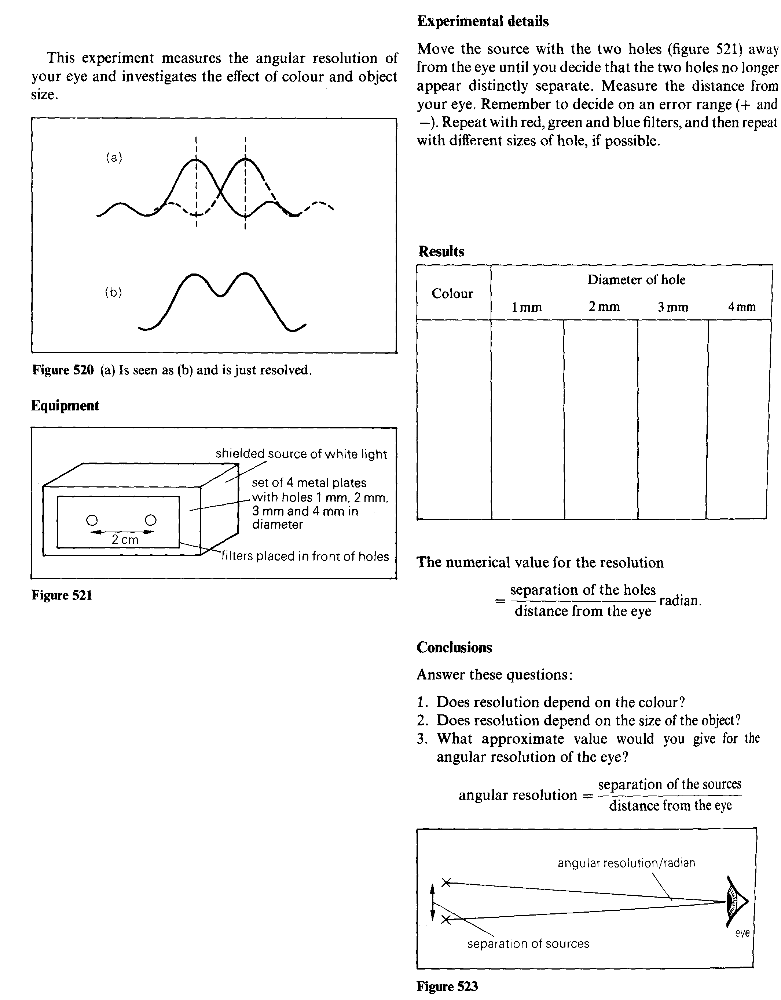 This experiment measures the angular resolution of
your eye and investigates the effect of colour and object
size.
(a)
(b)
Figure 520 (a) Is seen as (b) and is just resolved.
Equipment
shielded source of white light
set of 4 metal plates
with holes 1 mm, 2 mm,
3 mm and 4 mm in
diameter
2 cm
filters placed in front of holes
Figure 521
Experimental details
Move the source with the two holes (figure 521) away
from the eye until you decide that the two holes no longer
appear distinctly separate. Measure the distance from
your eye. Remember to decide on an error range (+ and
−). Repeat with red, green and blue filters, and then repeat
with different sizes of hole, if possible.
Results
Diameter of hole
Colour
1 mm 2 mm 3 mm 4 mm
The numerical value for the resolution
= separation of the holes
distance from the eye radian.
Conclusions
Answer these questions:
1. Does resolution depend on the colour?
2. Does resolution depend on the size of the object?
3. What approximate value would you give for the
angular resolution of the eye?
angular resolution = separation of the sources
distance from the eye
angular resolution/radian
eye
separation of sources
Figure 523